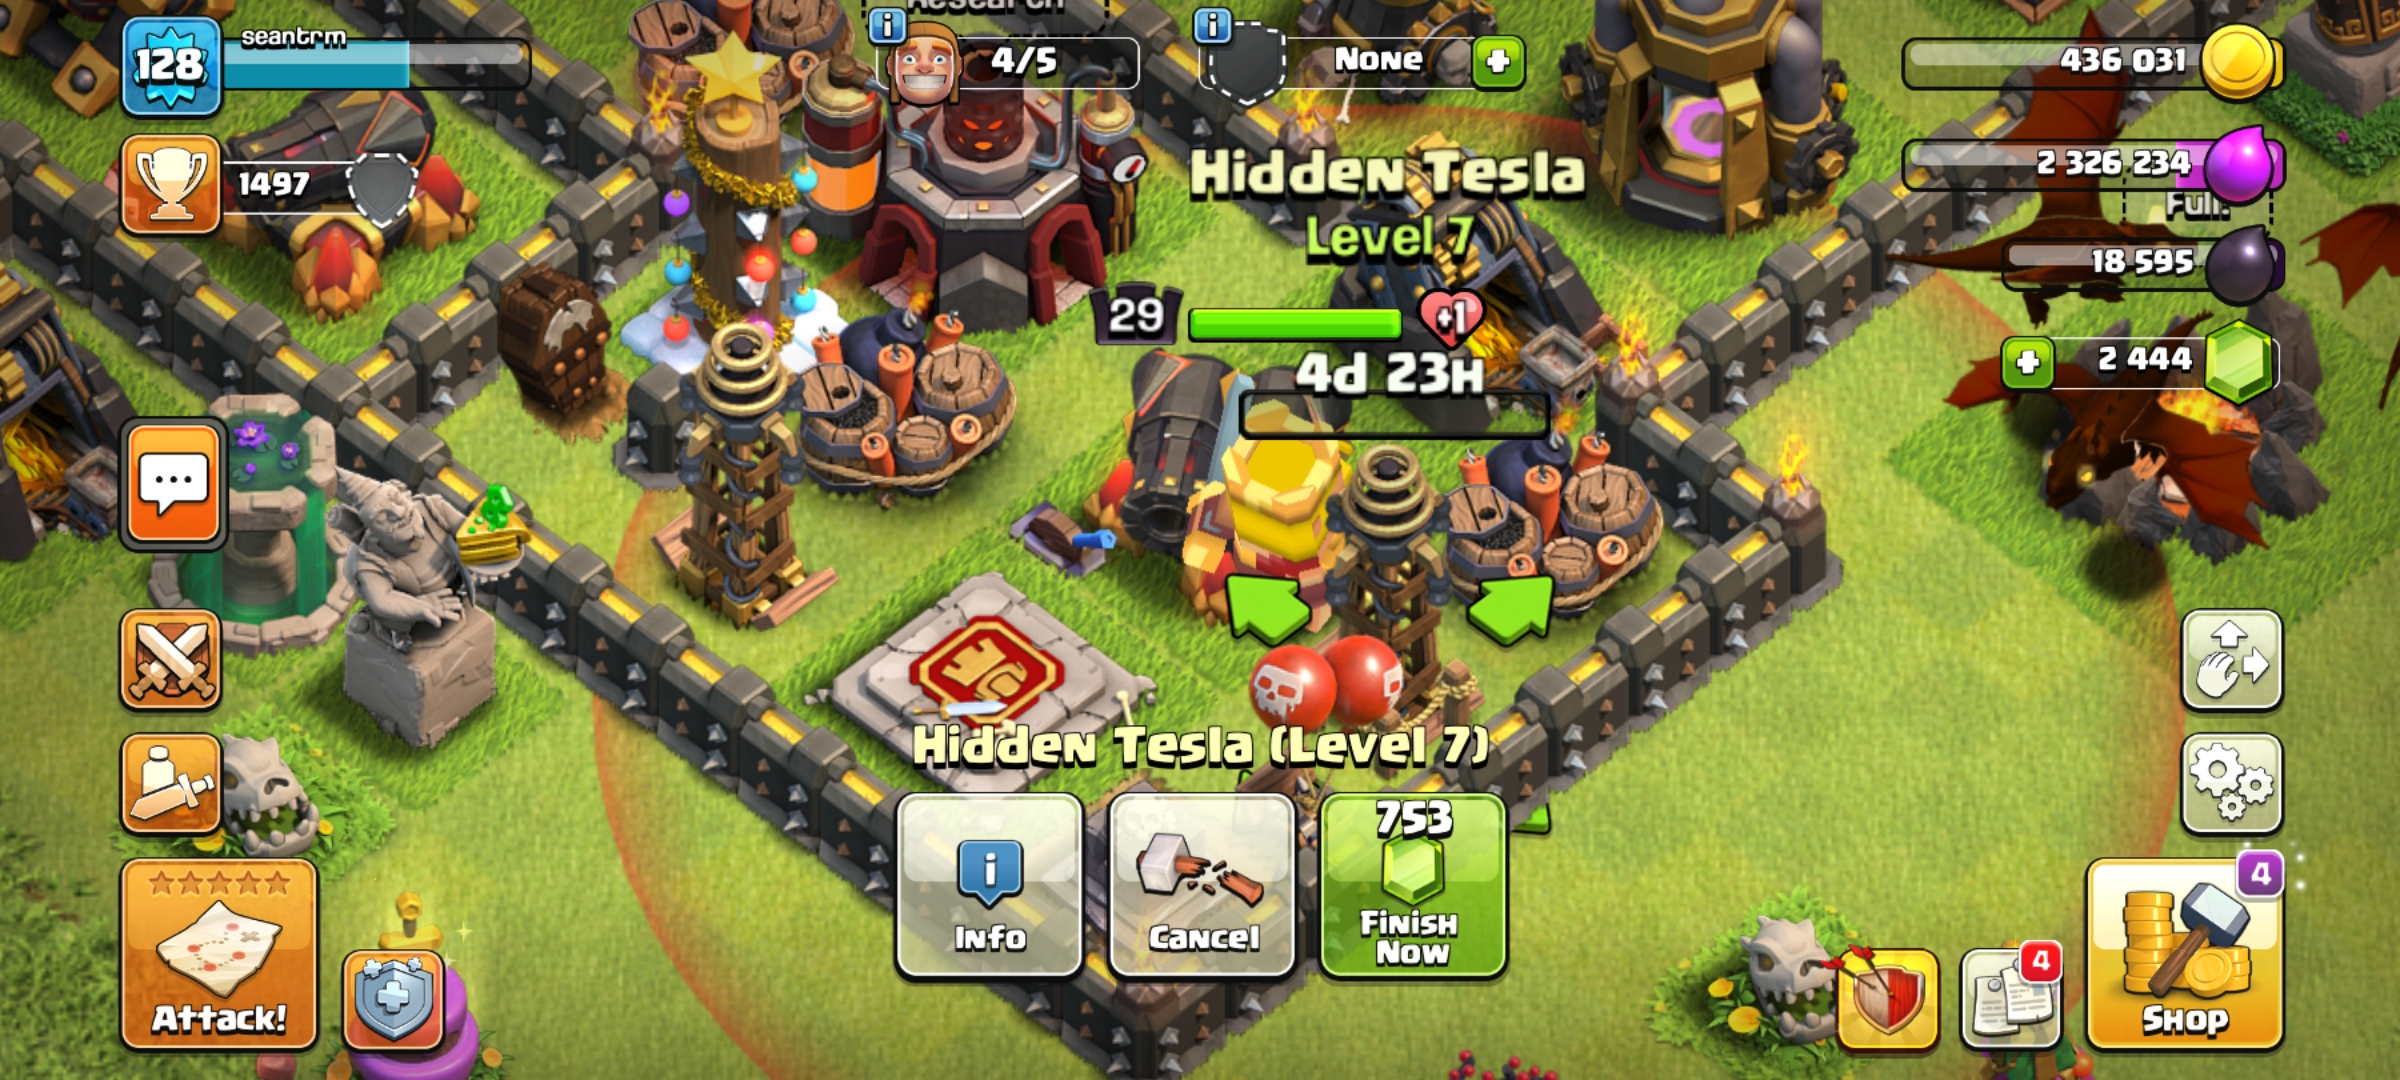 Research
128
seantrm
4/5
None
436 031
1497
2 326 234
Full!
18 595
2 444
Hidden Tesla
Level 7
29
+1
4d 23H
Hidden Tesla (Level 7)
Info
Cancel
753
Finish
Now
Attack!
4
4
Shop